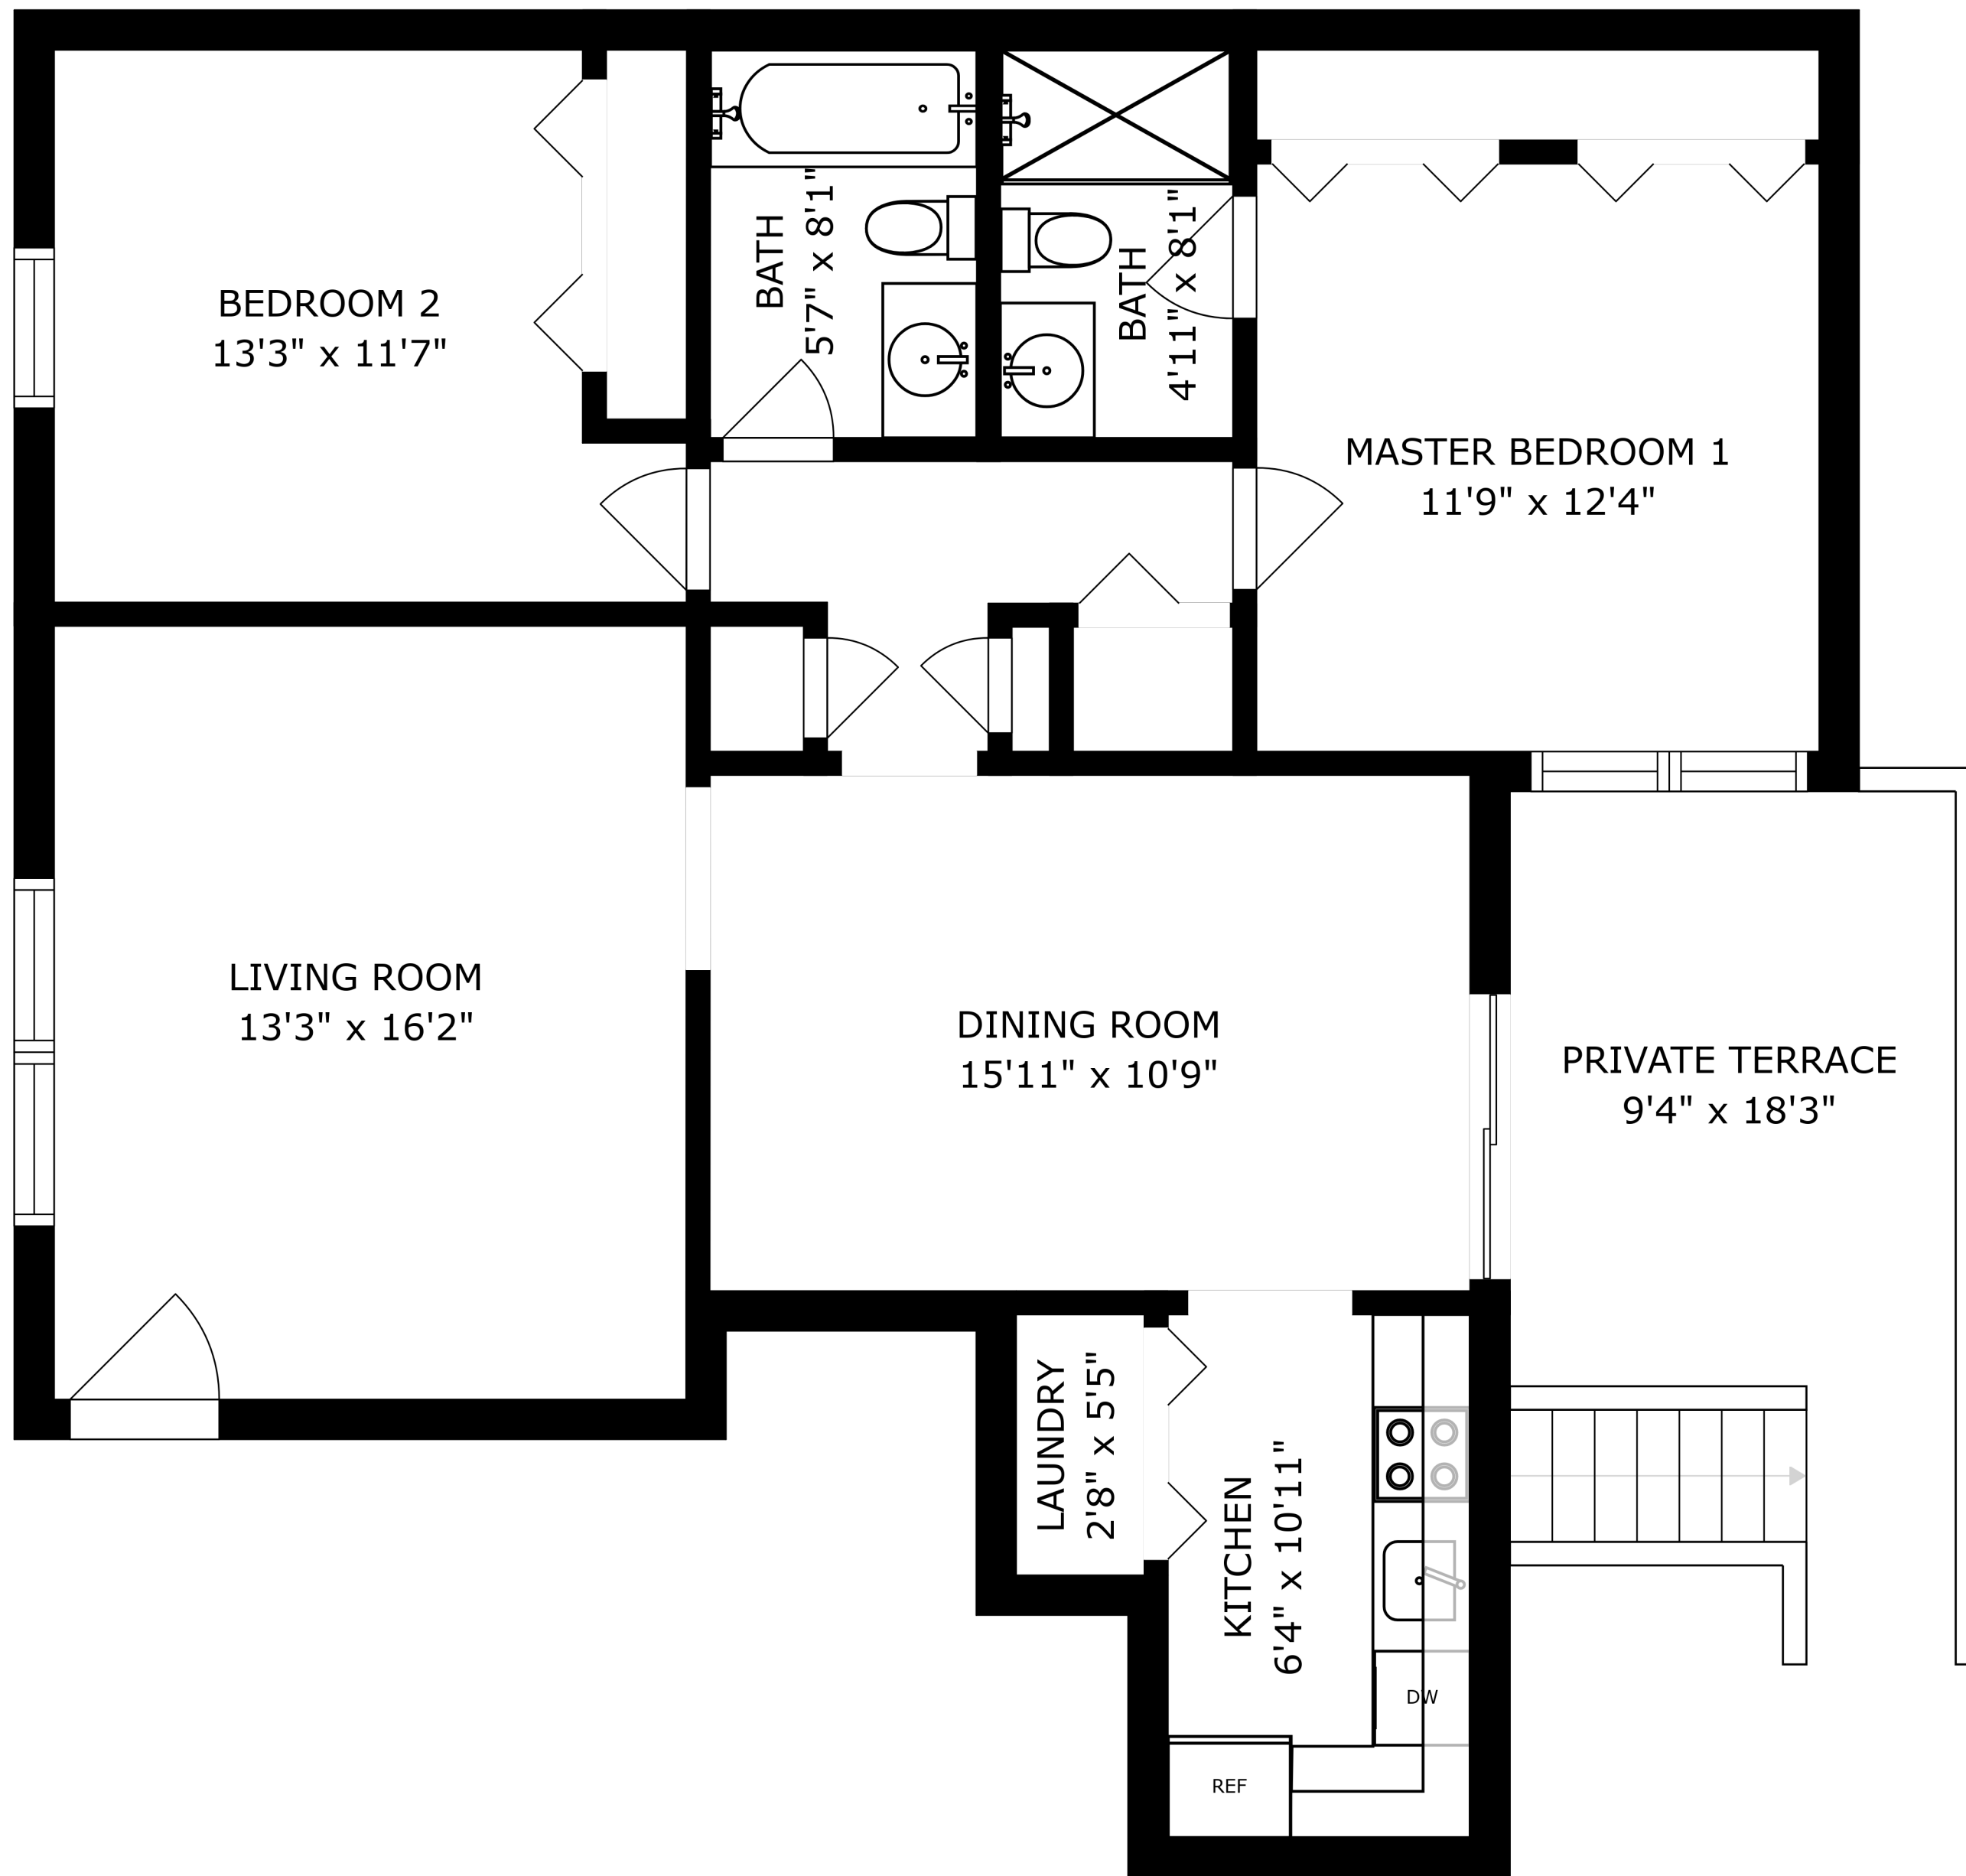 BEDROOM 2
13'3" x 11'7"
BATH
5'7" x 8'1"
BATH
4'11" x 8'1"
MASTER BEDROOM 1
11'9" x 12'4"
LIVING ROOM
13'3" x 16'2"
DINING ROOM
15'11" x 10'9"
PRIVATE TERRACE
9'4" x 18'3"
LAUNDRY
2'8" x 5'5"
KITCHEN
6'4" x 10'11"
DW
REF